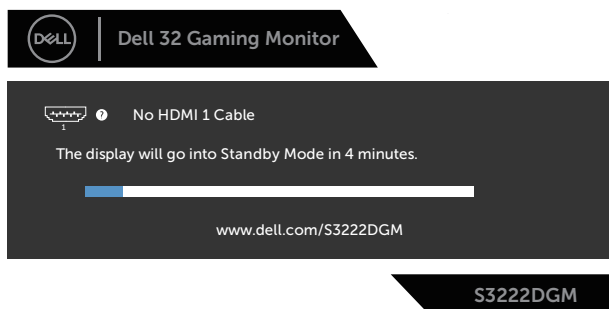 DELL
Dell 32 Gaming Monitor
? No HDMI 1 Cable
1
The display will go into Standby Mode in 4 minutes.
www.dell.com/S3222DGM
S3222DGM